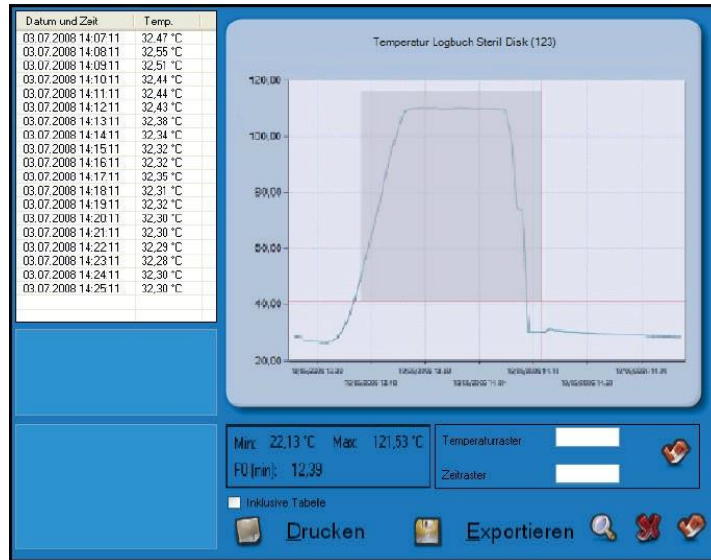 Datum und Zeit Temp.
03.07.2008 14:07:11 32,47 °C
03.07.2008 14:08:11 32,55 °C
03.07.2008 14:09:11 32,51 °C
03.07.2008 14:10:11 32,44 °C
03.07.2008 14:11:11 32,44 °C
03.07.2008 14:12:11 32,43 °C
03.07.2008 14:13:11 32,38 °C
03.07.2008 14:14:11 32,34 °C
03.07.2008 14:15:11 32,32 °C
03.07.2008 14:16:11 32,32 °C
03.07.2008 14:17:11 32,35 °C
03.07.2008 14:18:11 32,31 °C
03.07.2008 14:19:11 32,32 °C
03.07.2008 14:20:11 32,30 °C
03.07.2008 14:21:11 32,30 °C
03.07.2008 14:22:11 32,29 °C
03.07.2008 14:23:11 32,28 °C
03.07.2008 14:24:11 32,30 °C
03.07.2008 14:25:11 32,30 °C
Temperatur Logbuch Steril Disk (123)
120,00
100,00
80,00
60,00
40,00
20,00
Min: 22,13 °C Max: 121,53 °C
F0 (min): 12,39
Temperaturraster
Zeitraster
Inklusive Tabele
Drucken
Exportieren